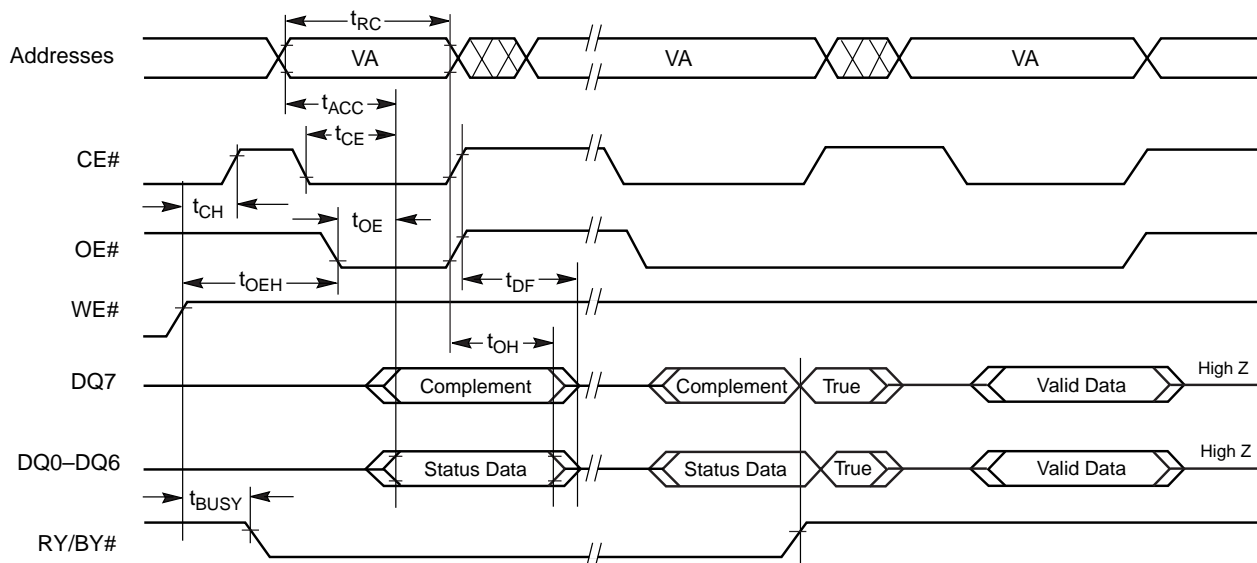 tRC
Addresses VA VA VA
tACC
tCE
CE#
tCH tOE
OE#
tOEH tDF
WE#
tOH
DQ7 Complement Complement True Valid Data High Z
DQ0–DQ6 Status Data Status Data True Valid Data High Z
tBUSY
RY/BY#